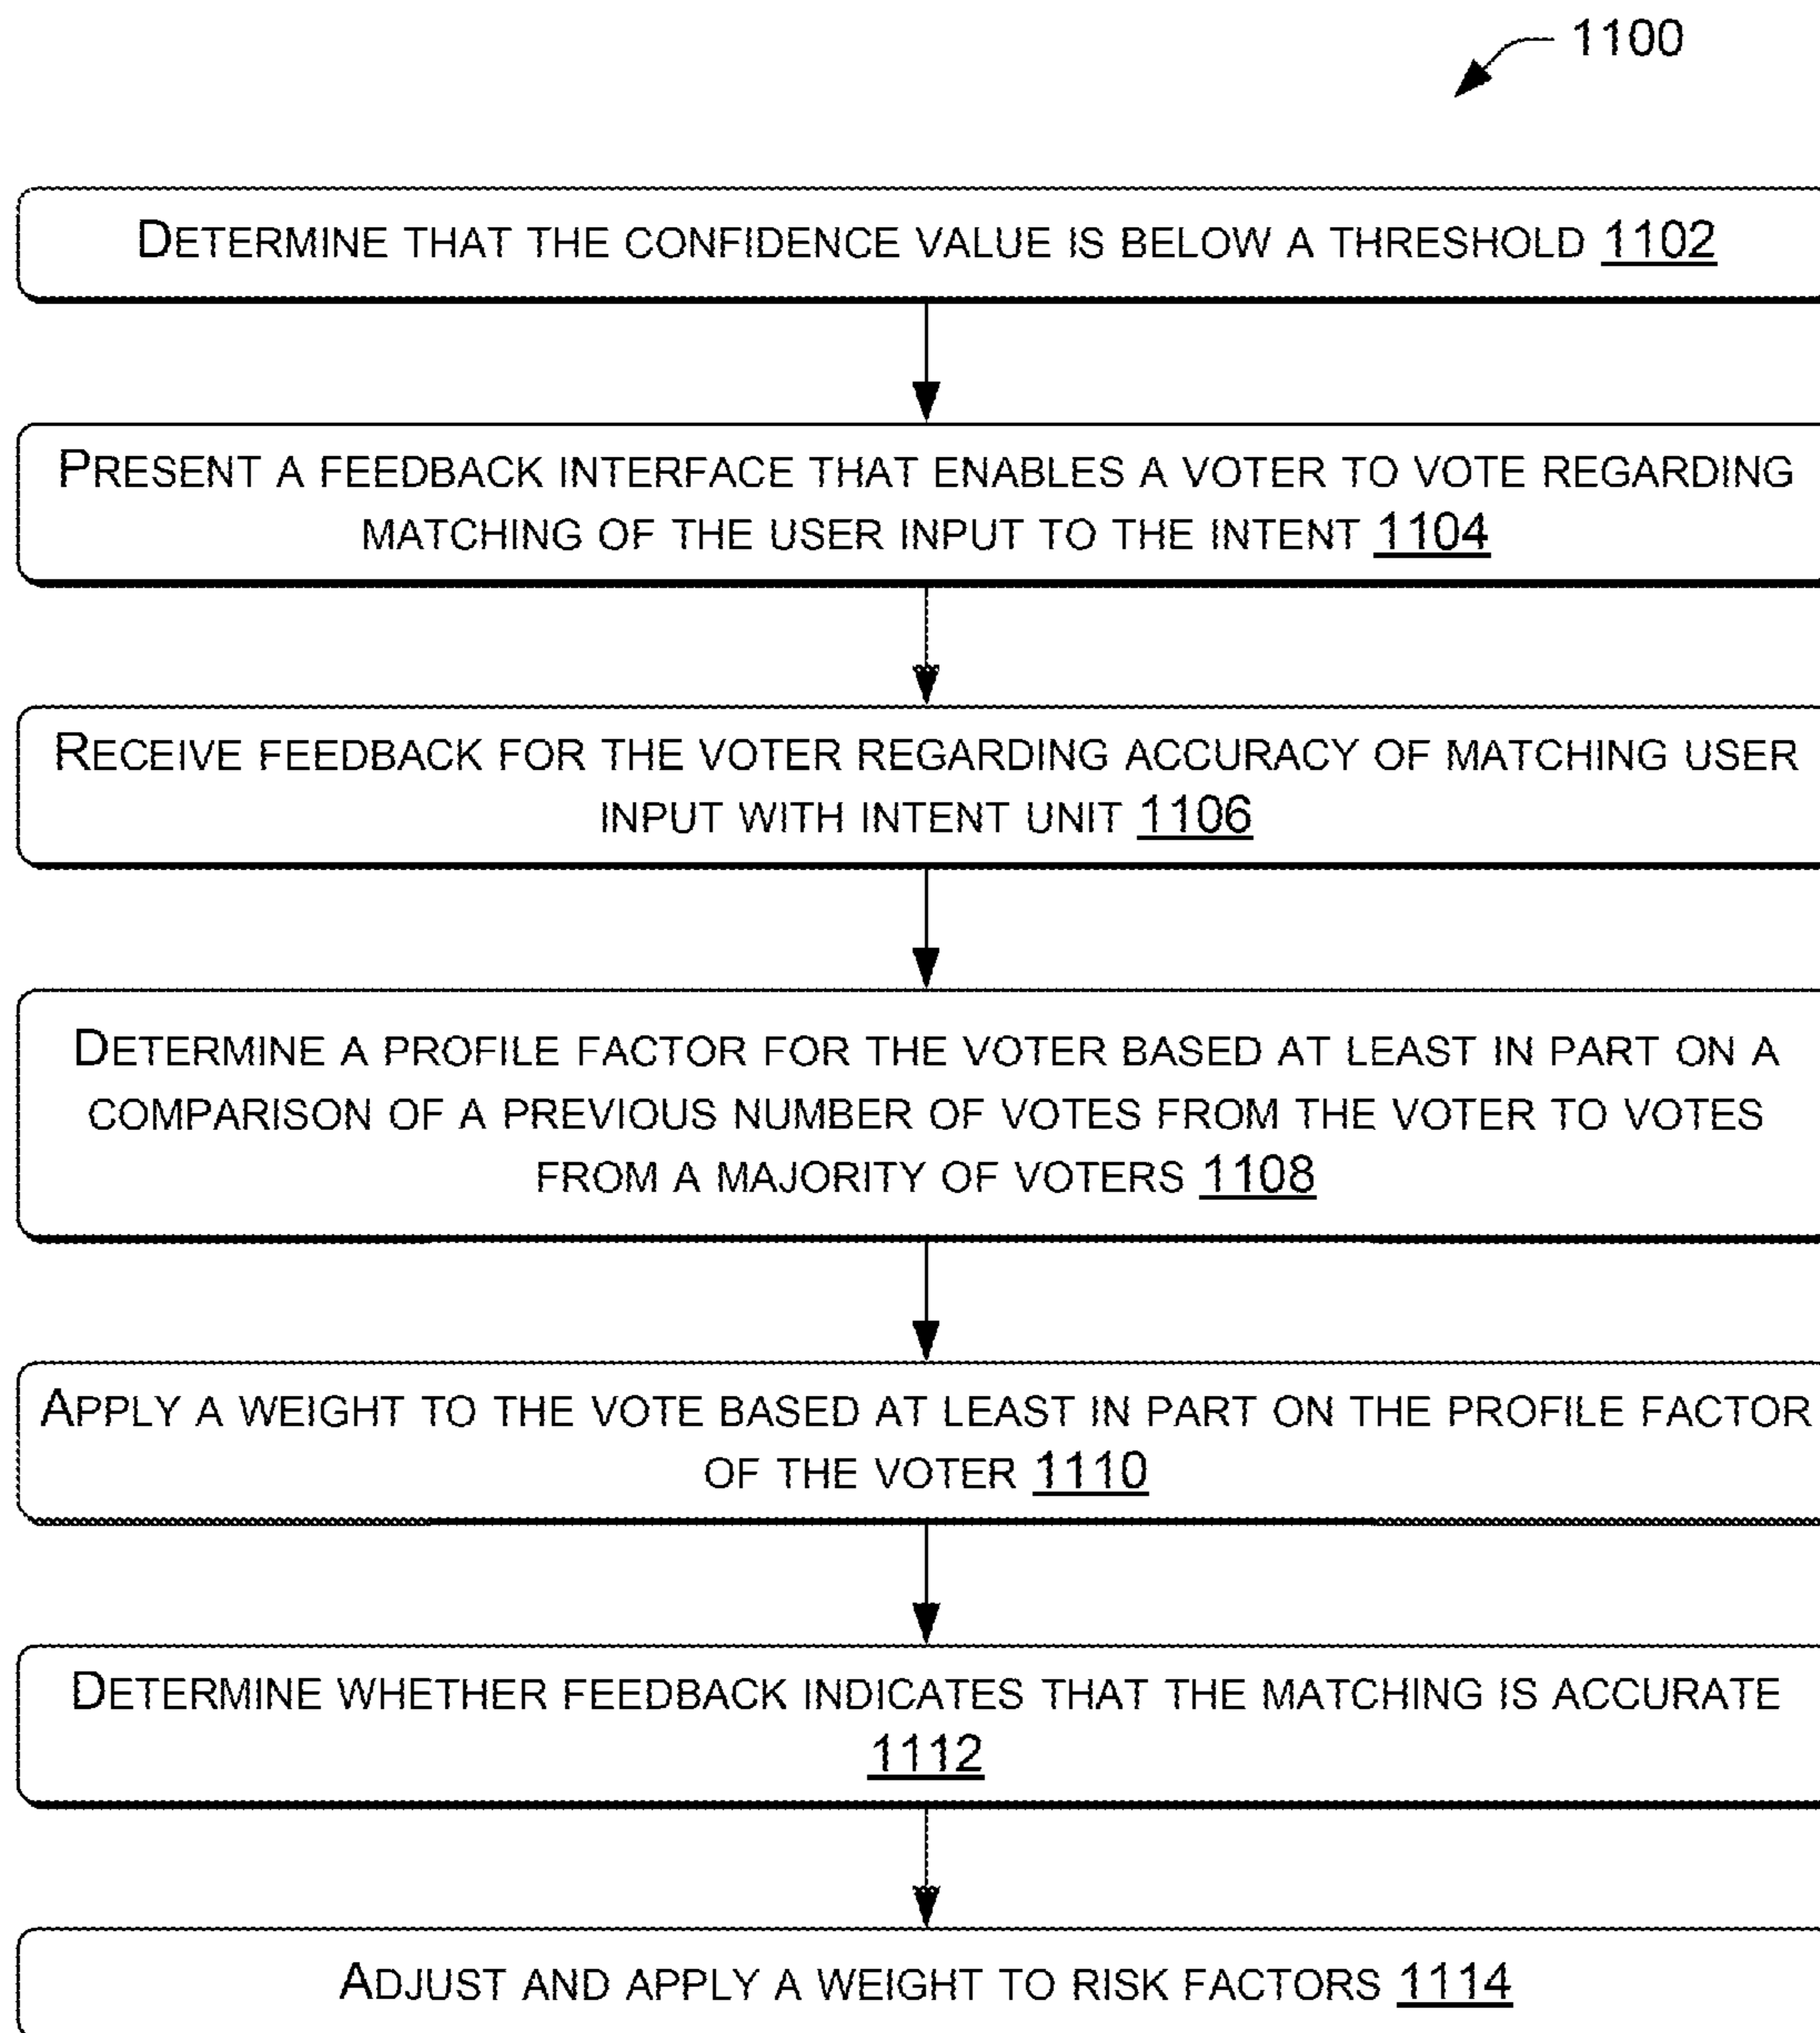 1100
DETERMINE THAT THE CONFIDENCE VALUE IS BELOW A THRESHOLD 1102
PRESENT A FEEDBACK INTERFACE THAT ENABLES A VOTER TO VOTE REGARDING
MATCHING OF THE USER INPUT TO THE INTENT 1104
RECEIVE FEEDBACK FOR THE VOTER REGARDING ACCURACY OF MATCHING USER
INPUT WITH INTENT UNIT 1106
DETERMINE A PROFILE FACTOR FOR THE VOTER BASED AT LEAST IN PART ON A
COMPARISON OF A PREVIOUS NUMBER OF VOTES FROM THE VOTER TO VOTES
FROM A MAJORITY OF VOTERS 1108
APPLY A WEIGHT TO THE VOTE BASED AT LEAST IN PART ON THE PROFILE FACTOR
OF THE VOTER 1110
DETERMINE WHETHER FEEDBACK INDICATES THAT THE MATCHING IS ACCURATE
1112
ADJUST AND APPLY A WEIGHT TO RISK FACTORS 1114